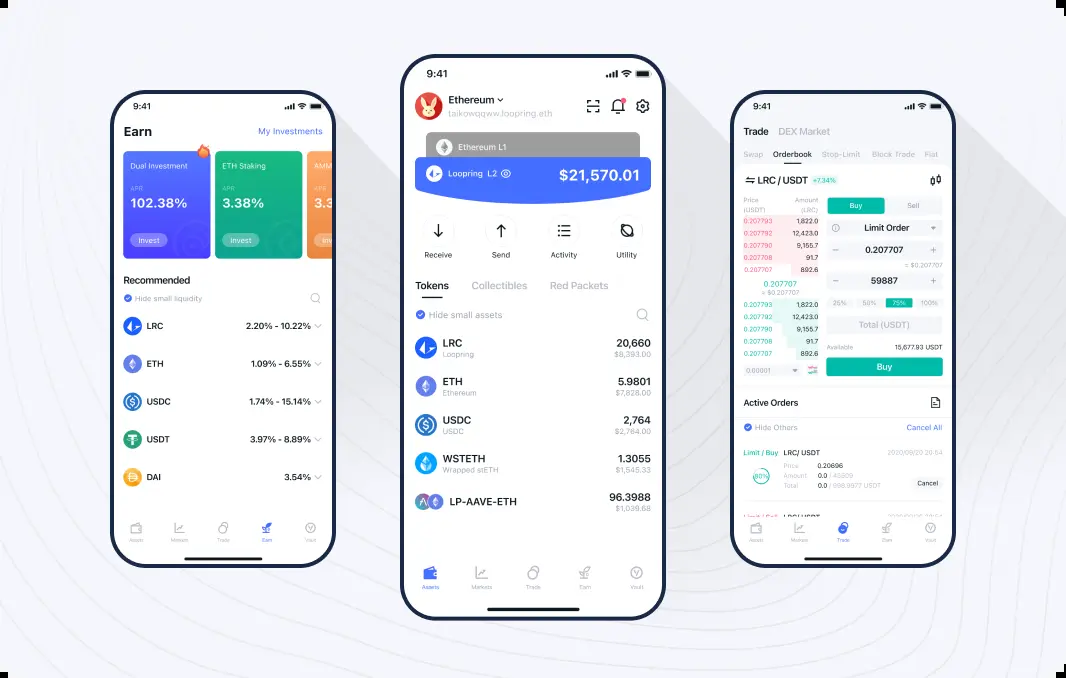 9:41
Earn
My Investments
Dual Investment
APR
102.38%
Invest
ETH Staking
APR
3.38%
Invest
AMM
APR
3.3
Inv
Recommended
Hide small liquidity
LRC 2.20% - 10.22%
ETH 1.09% - 6.55%
USDC 1.74% - 15.14%
USDT 3.97% - 8.89%
DAI 3.54%
Assets Markets Trade Earn Vault
9:41
Ethereum
taikowqqww.loopring.eth
Ethereum L1
Loopring L2 $21,570.01
Receive Send Activity Utility
Tokens Collectibles Red Packets
Hide small assets
LRC 20,660
Loopring $8,393.00
ETH 5.9801
Ethereum $7,828.00
USDC 2,764
USDC $2,764.00
WSTETH 1.3055
Wrapped stETH $1,545.33
LP-AAVE-ETH 96.3988
$1,039.68
Assets Markets Trade Earn Vault
9:41
Trade DEX Market
Swap Orderbook Stop-Limit Block Trade Fiat
LRC / USDT +7.34%
Price Amount
(USDT) (LRC)
0.207793 1,822.0
0.207792 12,423.0
0.207790 9,155.7
0.207708 91.7
0.207707 892.6
0.207707
≈ $0.207707
0.207793 1,822.0
0.207792 12,423.0
0.207790 9,155.7
0.207708 91.7
0.207707 892.6
0.00001
Buy Sell
Limit Order
0.207707
≈ $0.207707
59887
25% 50% 75% 100%
Total (USDT)
Available 15,677.93 USDT
Buy
Active Orders
Hide Others Cancel All
Limit / Buy LRC/ USDT 2020/09/20 20:54
60%
Price 0.20696
Amount 0.0 / 45505
Total 0.0 / 898.6977 USDT
Cancel
Limit / Sell LRC/ USDT
Assets Markets Trade Earn Vault